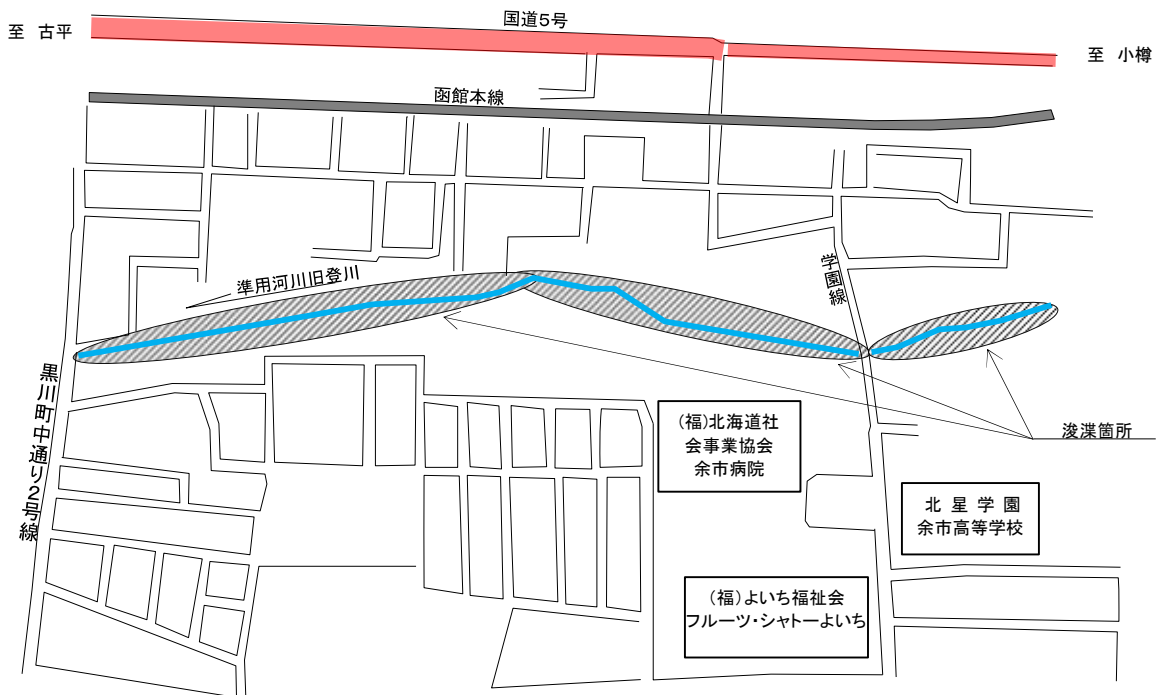 国道5号
至 古平
至 小樽
函館本線
準用河川旧登川
学園線
黒川町中通り2号線
(福)北海道社
会事業協会
余市病院
浚渫箇所
北星学園
余市高等学校
(福)よいち福祉会
フルーツ・シャトーよいち